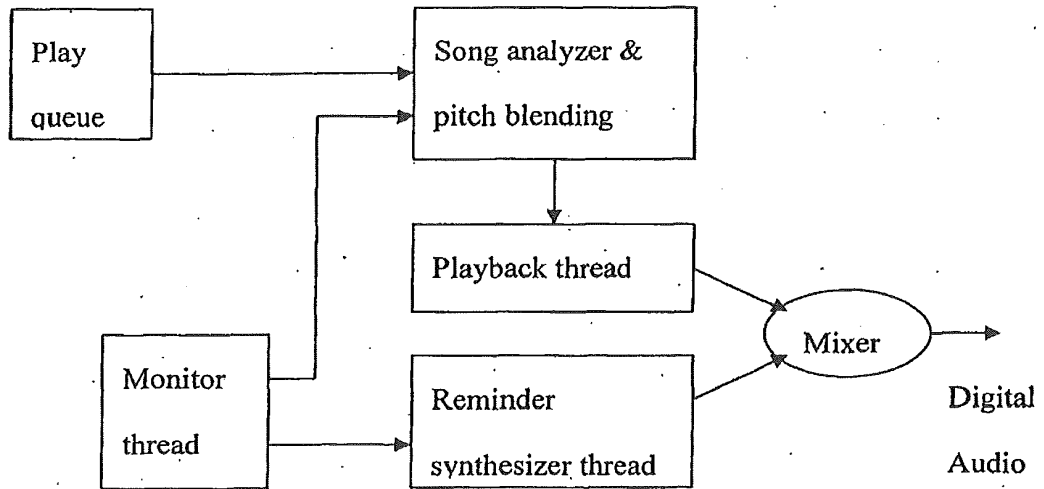 Play
queue
Song analyzer &
pitch blending
Playback thread
Mixer
Monitor
thread
Reminder
synthesizer thread
Digital
Audio